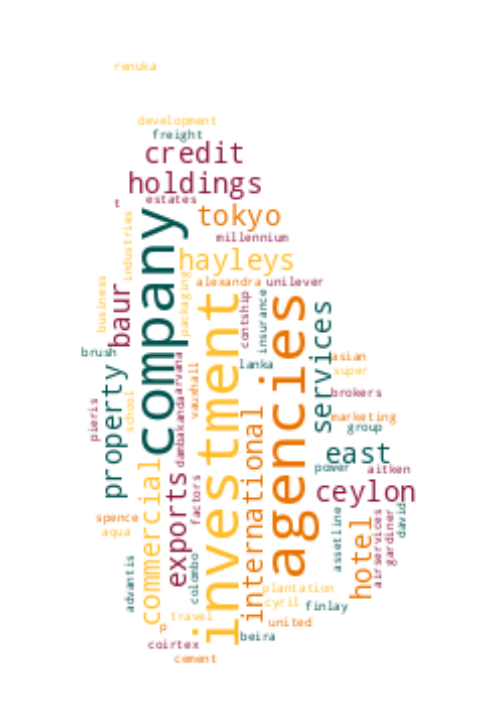 renuka
development
freight
credit
holdings
estates
t
tokyo
millennium
industries
company
hayleys
alexandra
unilever
packaging
business
baur
investment
agencies
contship
insurance
services
brush
lanka
arvana
vauxhall
asian
super
property
school
pieris
dambakanda
brokers
marketing
group
international
east
power
aitken
commercial
exports
factors
ceylon
spence
aqua
assetline
hotel
airservices
gardiner
david
advantis
colombo
plantation
cyril
finlay
travel
p
united
beira
coirtex
cement